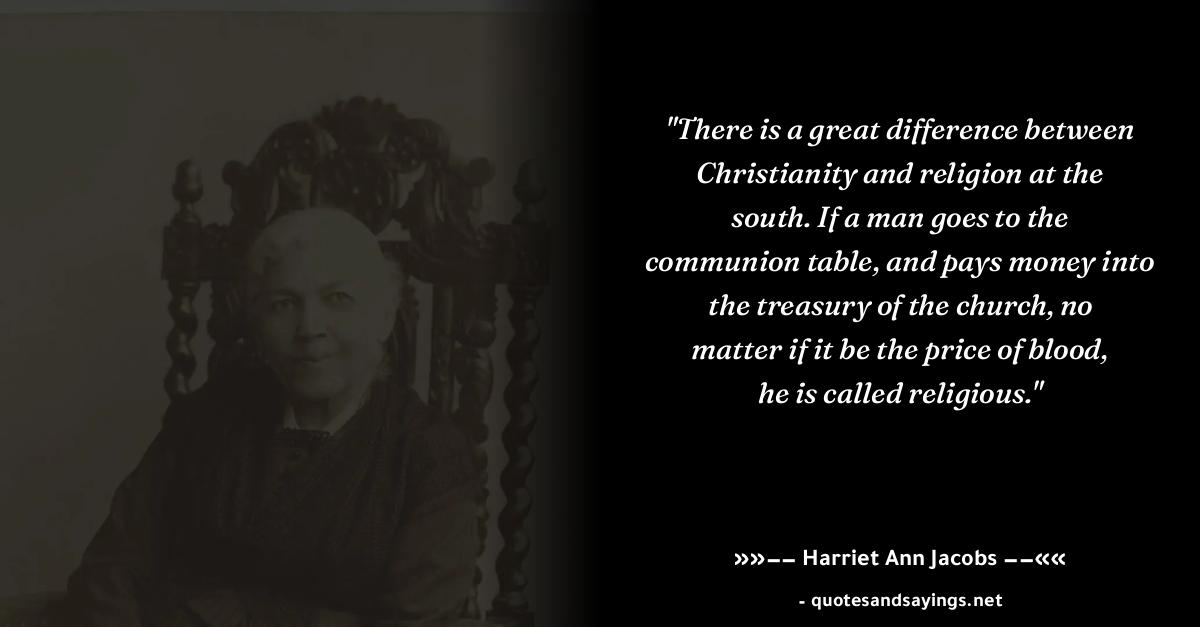 "There is a great difference between
Christianity and religion at the
south. If a man goes to the
communion table, and pays money into
the treasury of the church, no
matter if it be the price of blood,
he is called religious."
»»−− Harriet Ann Jacobs −−««
- quotesandsayings.net